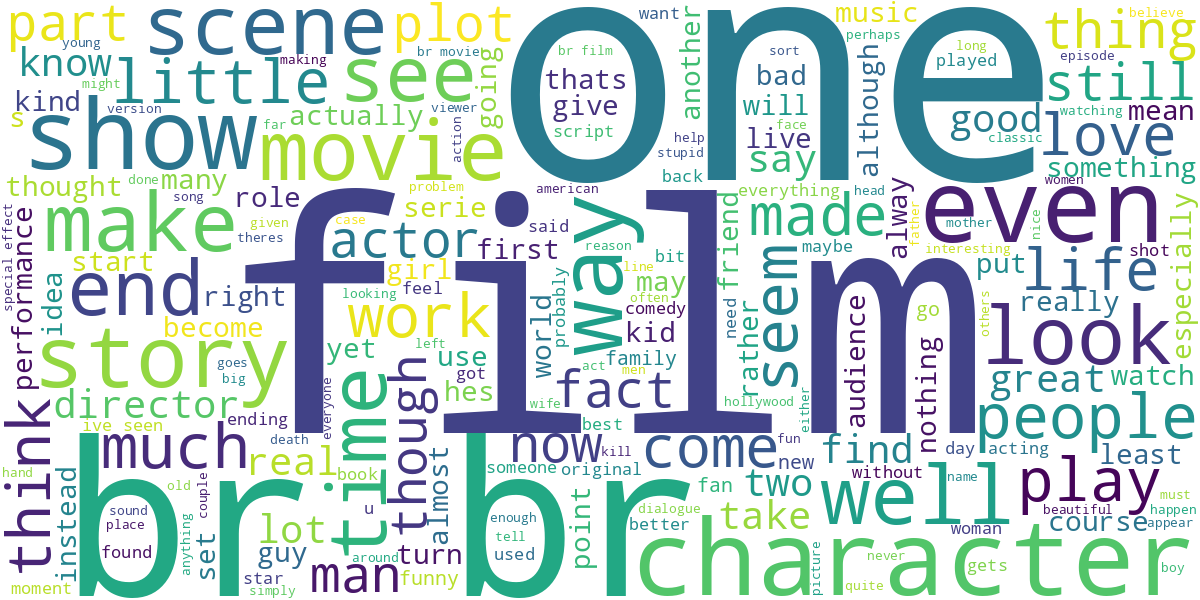 part
scene
plot
one
want
music
perhaps
believe
thing
young
br movie
making
know
little
see
going
br film
thats
give
script
another
sort
bad
will
live
say
help
stupid
back
face
although
long
played
episode
still
good
watching
classic
mean
love
something
might
kind
version
s
show
movie
far
actually
viewer
action
thought
done
many
song
role
problem
serie
american
said
way
friend
everything
made
maybe
head
alway
father
even
women
mother
interesting
nice
shot
especially
special effect
performance
idea
make
given
theres
case
actor
first
reason
bit
may
line
often
start
end
right
girl
feel
looking
film
probably
world
comedy
kid
need
rather
seem
audience
go
nothing
put
life
really
others
look
become
work
left
story
goes
big
yet
use
got
hes
act
family
men
fact
wife
hollywood
either
great
watch
people
director
ending
everyone
time
though
ive seen
think
much
death
real
book
now
best
kill
come
fun
new
find
day
acting
least
hand
instead
old
sound
place
found
br br
anything
set
couple
lot
guy
star
simply
u
around
almost
turn
funny
man
someone
original
enough
tell
used
point
fan
two
better
dialogue
take
without
well
name
woman
play
beautiful
course
must
happen
appear
moment
character
picture
never
quite
gets
boy